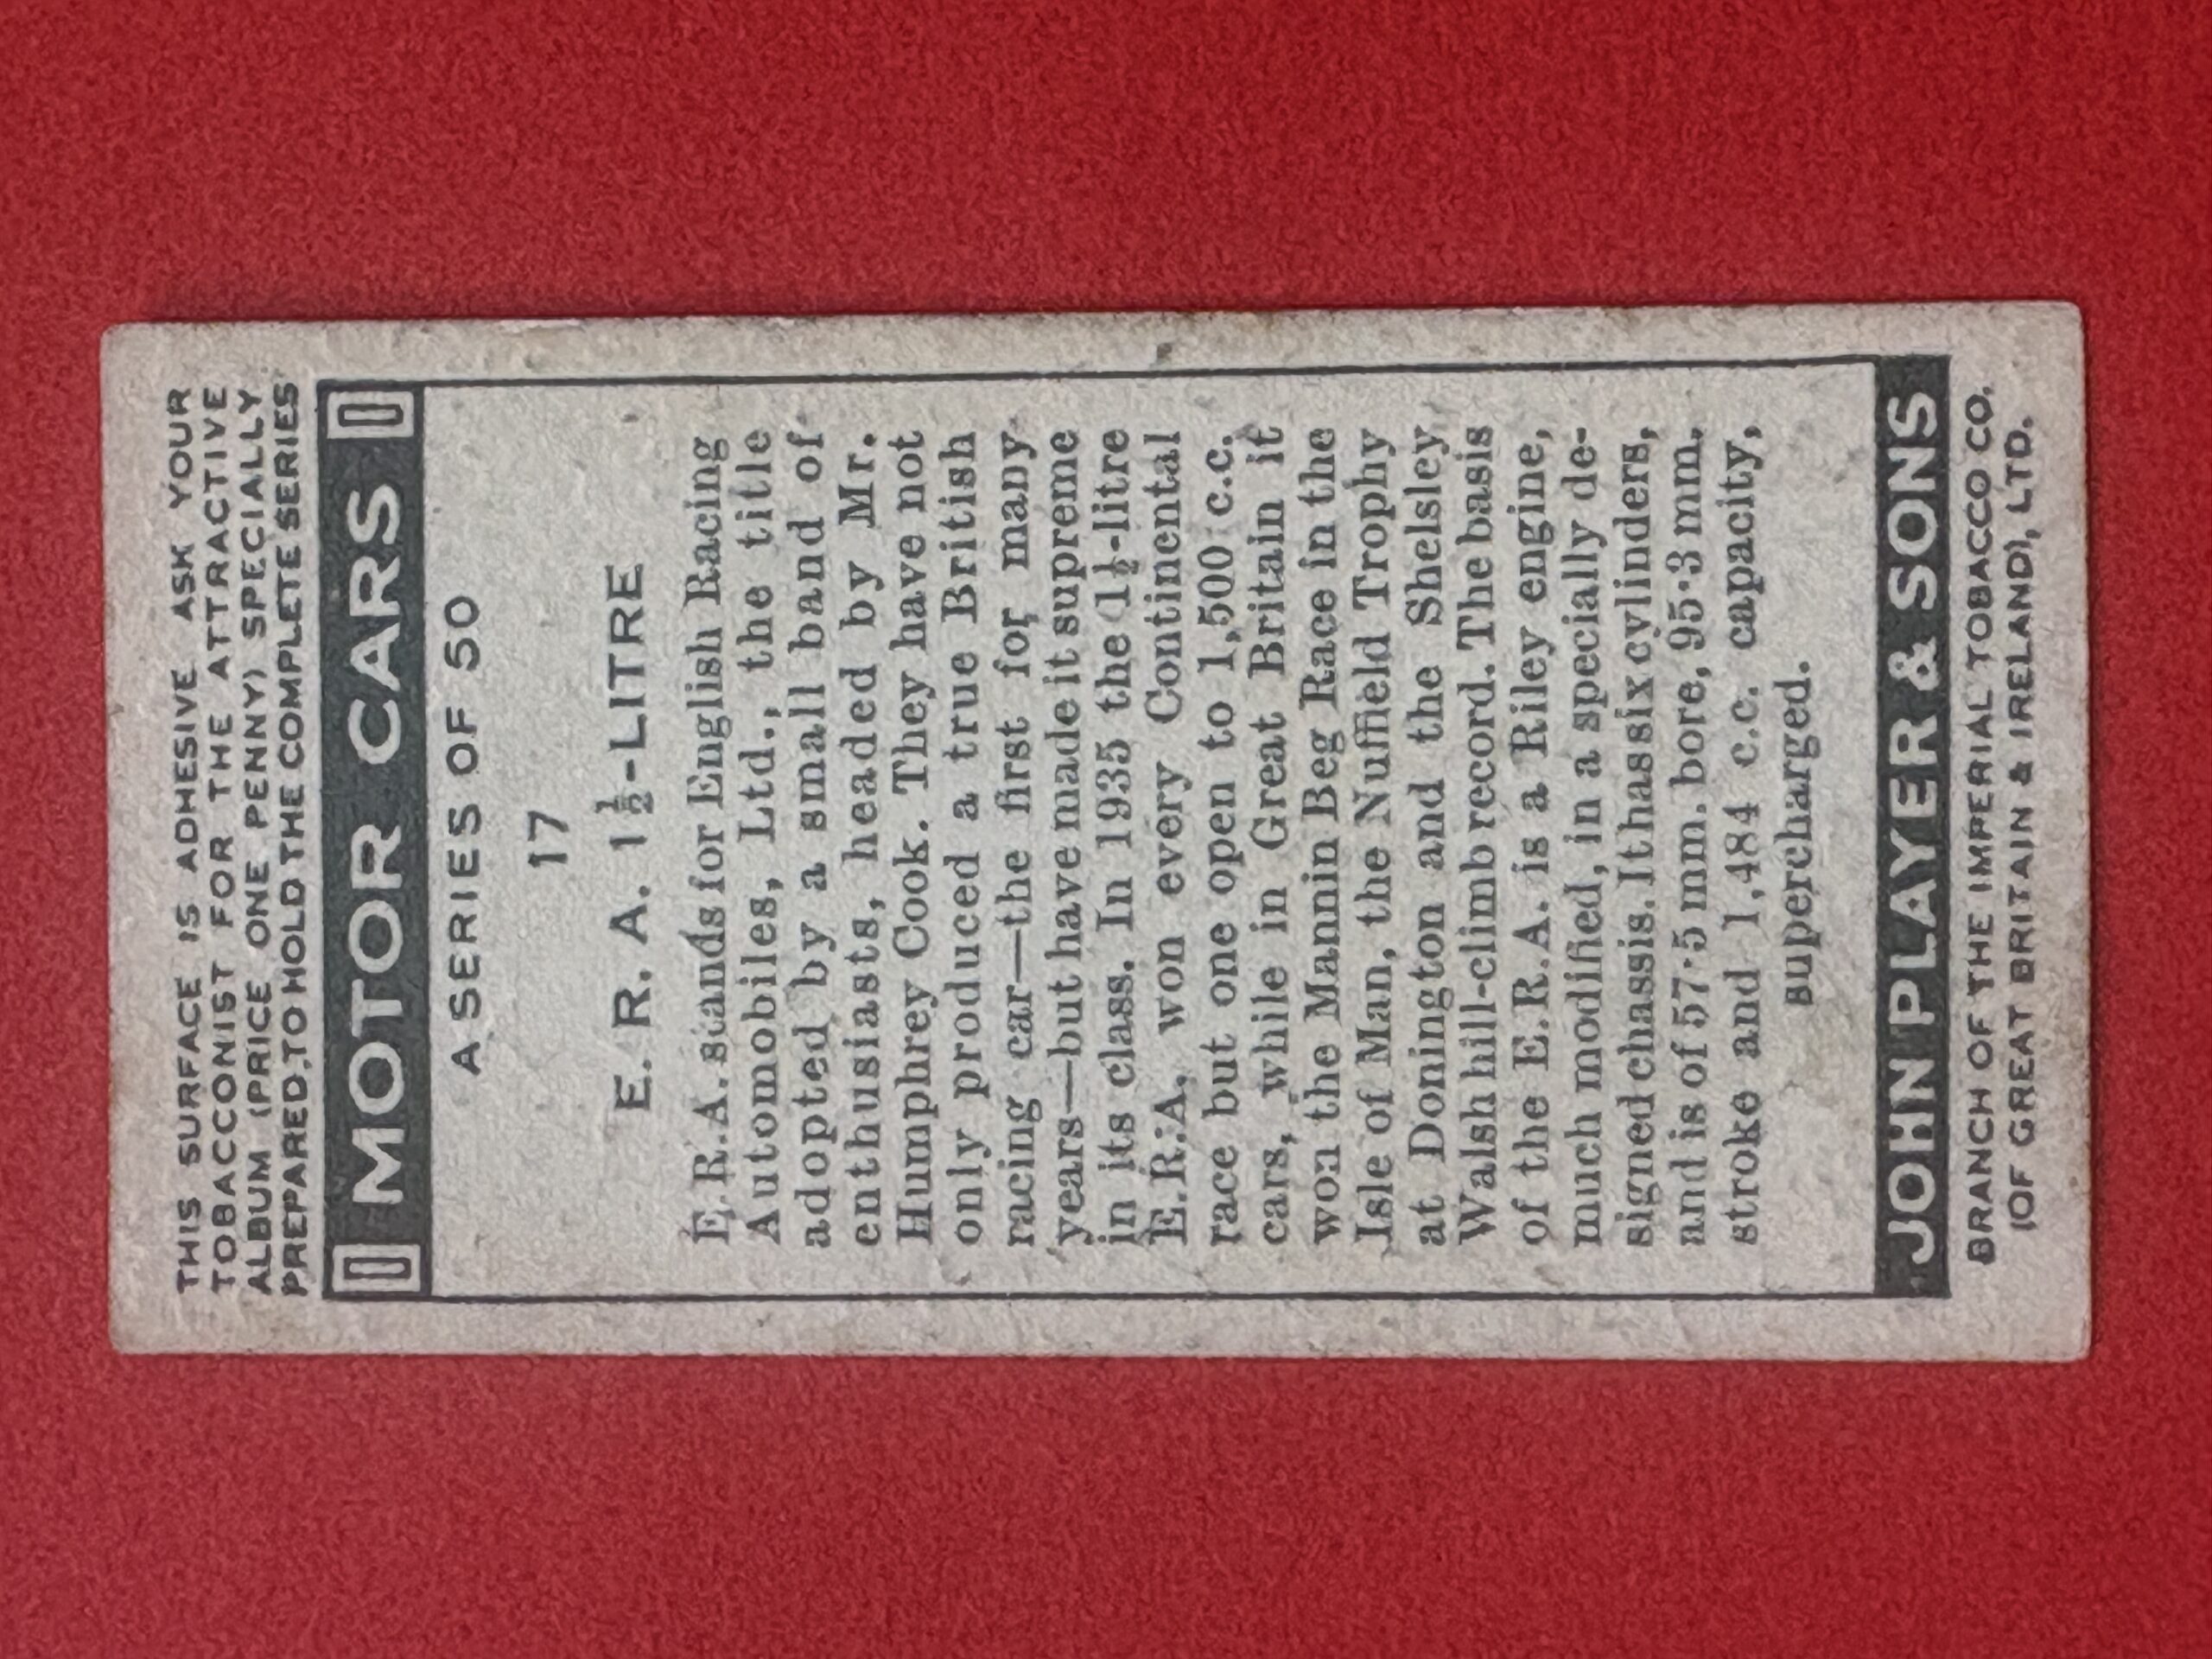 THIS SURFACE IS ADHESIVE ASK YOUR
TOBACCONIST FOR THE ATTRACTIVE
ALBUM (PRICE ONE PENNY) SPECIALLY
PREPARED TO HOLD THE COMPLETE SERIES
MOTOR CARS
A SERIES OF 50
17
E. R. A. 1½-LITRE
E.R.A. stands for English Racing
Automobiles, Ltd., the title
adopted by a small band of
enthusiasts, headed by Mr.
Humphrey Cook. They have not
only produced a true British
racing car—the first for many
years—but have made it supreme
in its class. In 1935 the 1½-litre
E.R.A. won every Continental
race but one open to 1,500 c.c.
cars, while in Great Britain it
won the Mannin Beg Race in the
Isle of Man, the Nuffield Trophy
at Donington and the Shelsley
Walsh hill-climb record. The basis
of the E.R.A. is a Riley engine,
much modified, in a specially de-
signed chassis. It has six cylinders,
and is of 57·5 mm. bore, 95·3 mm.
stroke and 1,484 c.c. capacity,
supercharged.
JOHN PLAYER & SONS
BRANCH OF THE IMPERIAL TOBACCO CO.
(OF GREAT BRITAIN & IRELAND), LTD.